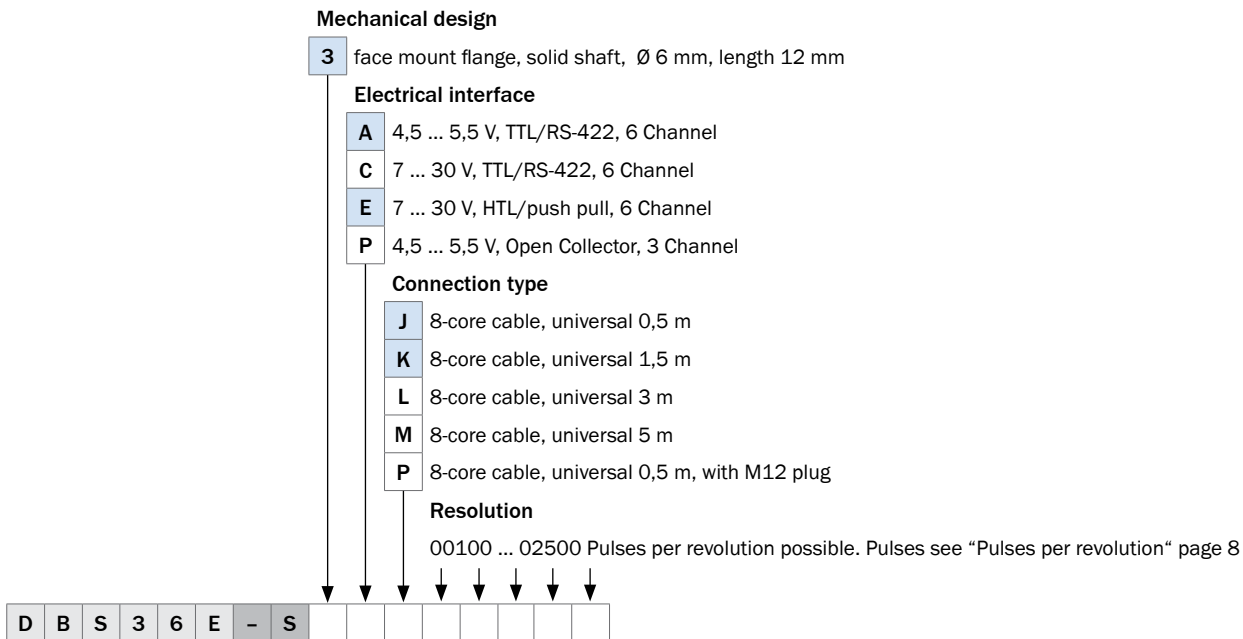 Mechanical design
3 face mount flange, solid shaft, Ø 6 mm, length 12 mm
Electrical interface
A 4,5 ... 5,5 V, TTL/RS-422, 6 Channel
C 7 ... 30 V, TTL/RS-422, 6 Channel
E 7 ... 30 V, HTL/push pull, 6 Channel
P 4,5 ... 5,5 V, Open Collector, 3 Channel
Connection type
J 8-core cable, universal 0,5 m
K 8-core cable, universal 1,5 m
L 8-core cable, universal 3 m
M 8-core cable, universal 5 m
P 8-core cable, universal 0,5 m, with M12 plug
Resolution
00100 ... 02500 Pulses per revolution possible. Pulses see “Pulses per revolution“ page 8
D B S 3 6 E – S